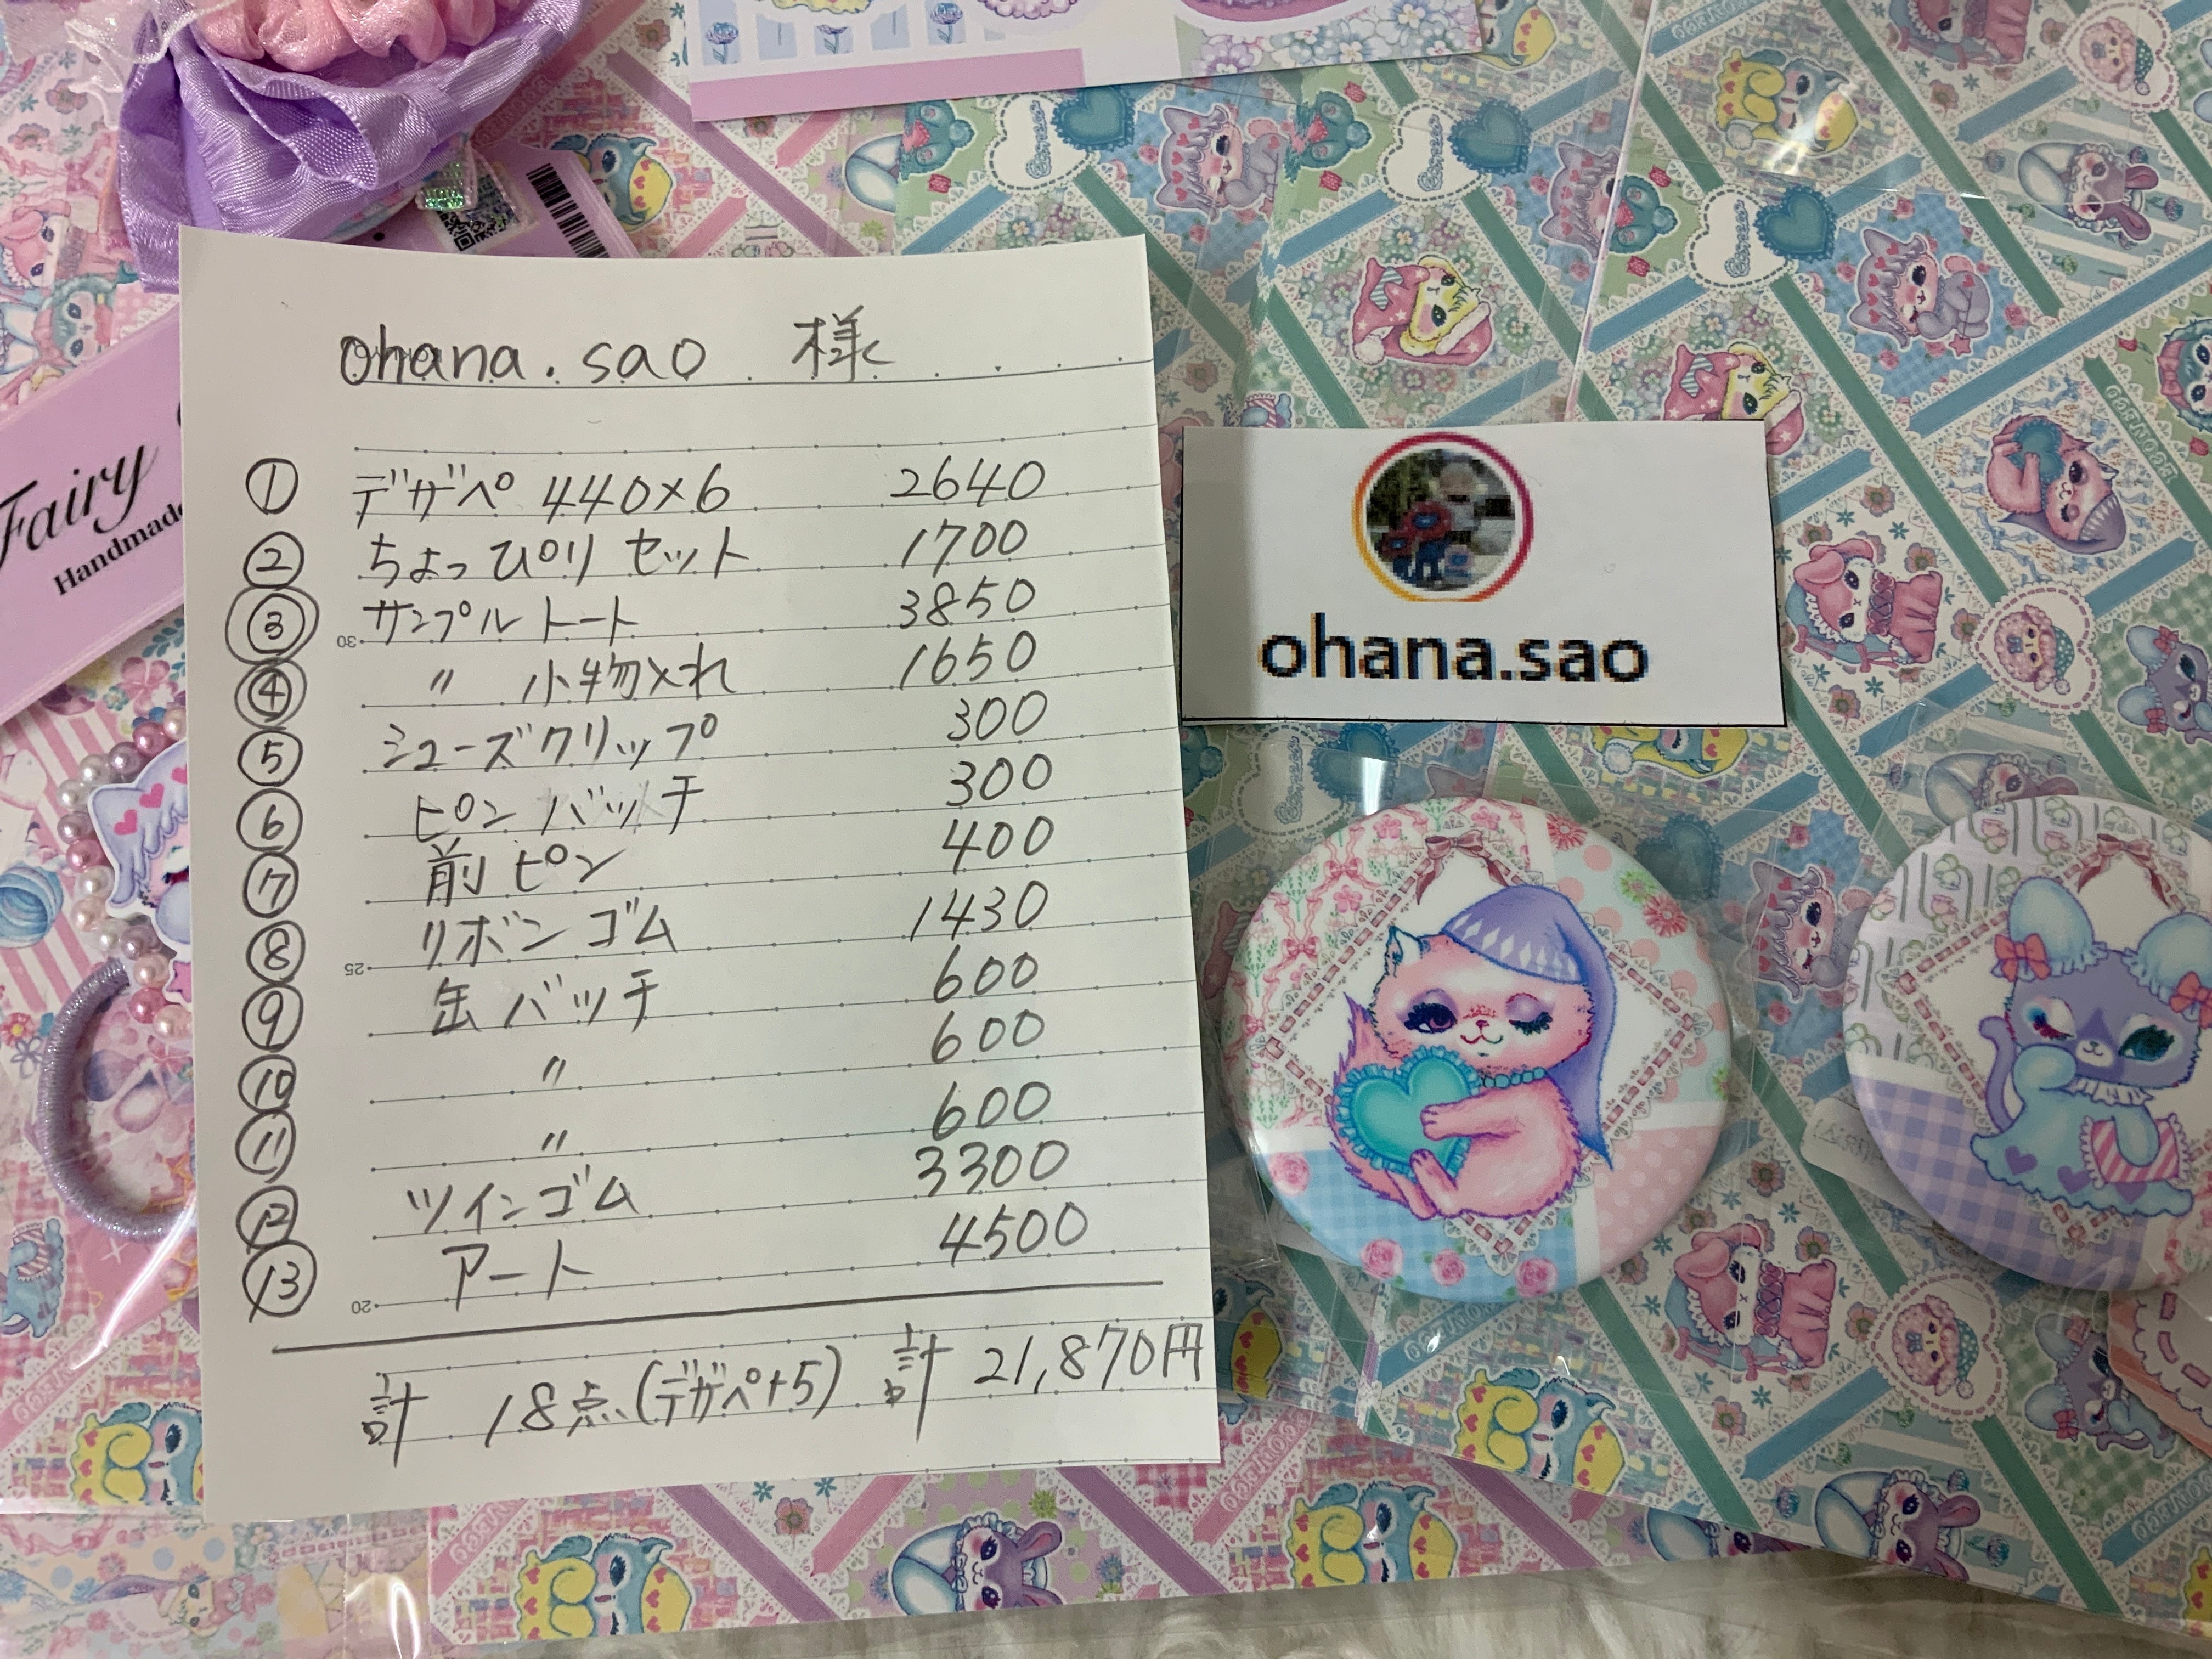 ohana.sao 様
① デザペ 440×6 2640
② ちょっぴりセット 1700
③ サンプルトート 3850
④ 〃 小物入れ 1650
⑤ シューズクリップ 300
⑥ ピンバッチ 300
⑦ 前ピン 400
⑧ リボンゴム 1430
⑨ 缶バッチ 600
⑩ 〃 600
⑪ 〃 600
⑫ ツインゴム 3300
⑬ アート 4500
計 18点(デザペ+5) 計 21,870円
30
25
20
ohana.sao
Fairy
Handmade